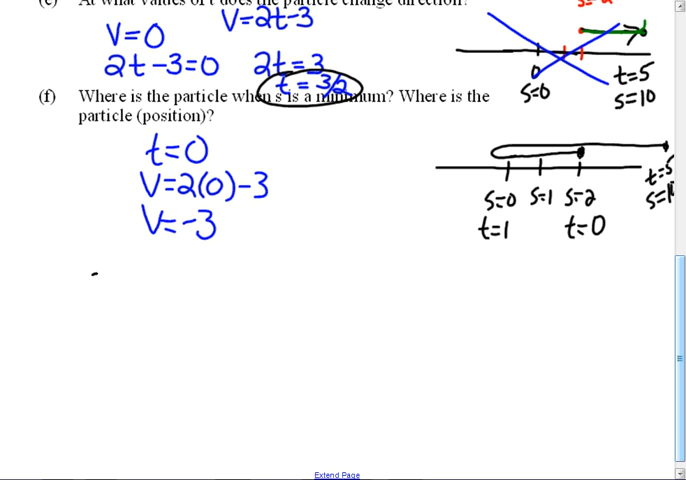 (e) At what values of t does the particle change direction?
V=2t-3
V=0
2t-3=0 2t=3
t=3/2
0
s=0
t=5
s=10
(f) Where is the particle when s is a minimum? Where is the
particle (position)?
t=0
V=2(0)-3
V=-3
s=0 s=1 s=2
t=1 t=0
t=5
Extend Page